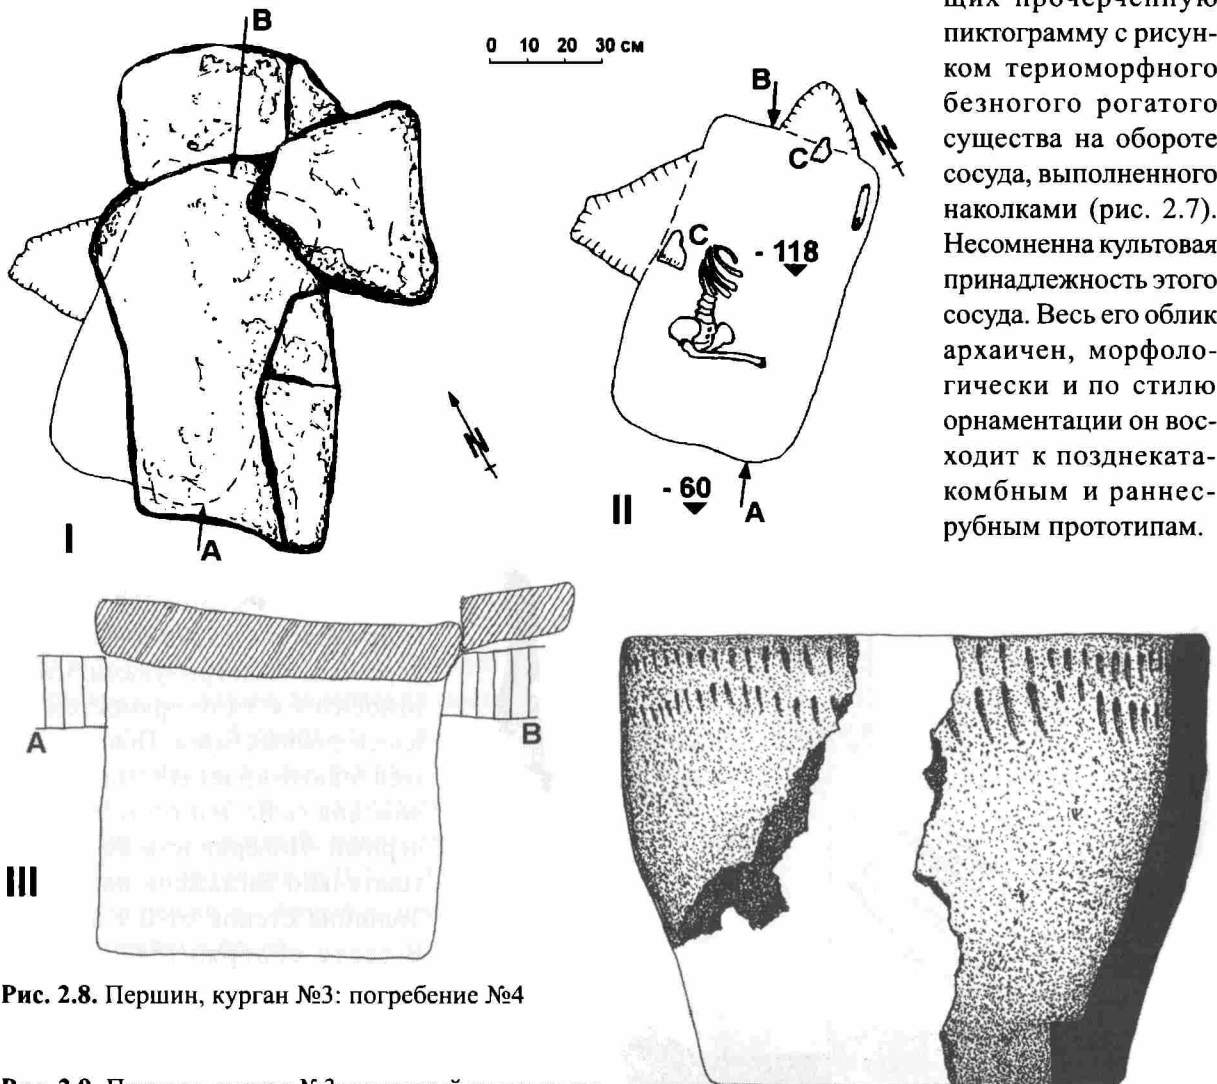 B
0 10 20 30 см
N
A
I
B
N
C
C
- 118
- 60
II
A
щих прочерченную
пиктограмму с рисун-
ком териоморфного
безногого рогатого
существа на обороте
сосуда, выполненного
наколками (рис. 2.7).
Несомненна культовая
принадлежность этого
сосуда. Весь его облик
архаичен, морфоло-
гически и по стилю
орнаментации он вос-
ходит к позднеката-
комбным и раннес-
рубным прототипам.
A
B
III
Рис. 2.8. Першин, курган №3: погребение №4